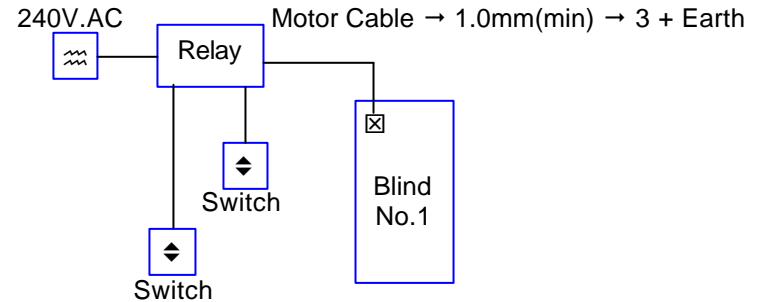 240V.AC
Motor Cable → 1.0mm(min) → 3 + Earth
Relay
Switch
Blind
No.1
Switch